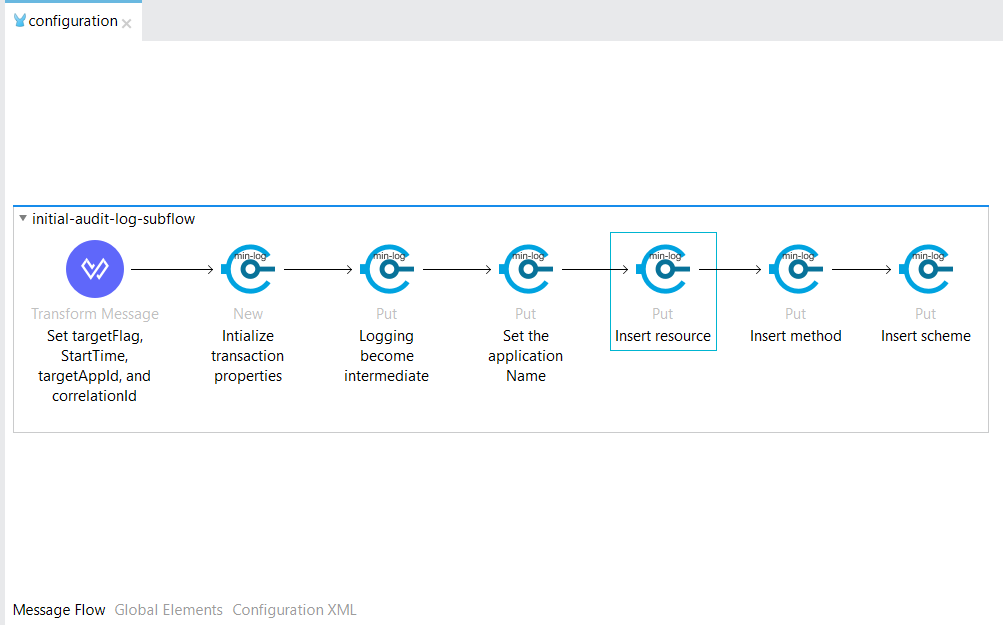 configuration
initial-audit-log-subflow
min-log min-log min-log min-log min-log min-log
Transform Message New Put Put Put Put Put
Set targetFlag, Intialize Logging Set the Insert resource Insert method Insert scheme
StartTime, transaction become application
targetAppId, and properties intermediate Name
correlationId
Message Flow Global Elements Configuration XML